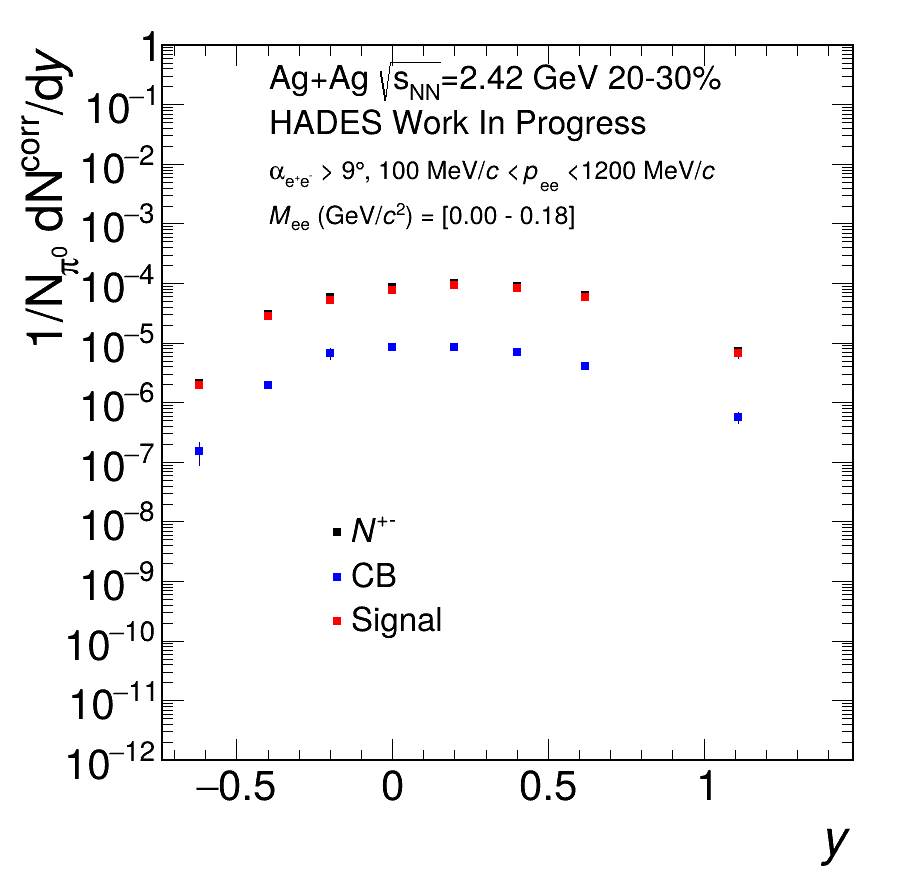 Ag+Ag √s_NN=2.42 GeV 20-30%
HADES Work In Progress
α_e⁺e⁻ > 9°, 100 MeV/c <p_ee <1200 MeV/c
M_ee (GeV/c²) = [0.00 - 0.18]
1/N_π⁰ dN^corr/dy
1
10⁻¹
10⁻²
10⁻³
10⁻⁴
10⁻⁵
10⁻⁶
10⁻⁷
10⁻⁸
10⁻⁹
10⁻¹⁰
10⁻¹¹
10⁻¹²
N⁺⁻
CB
Signal
−0.5 0 0.5 1
y